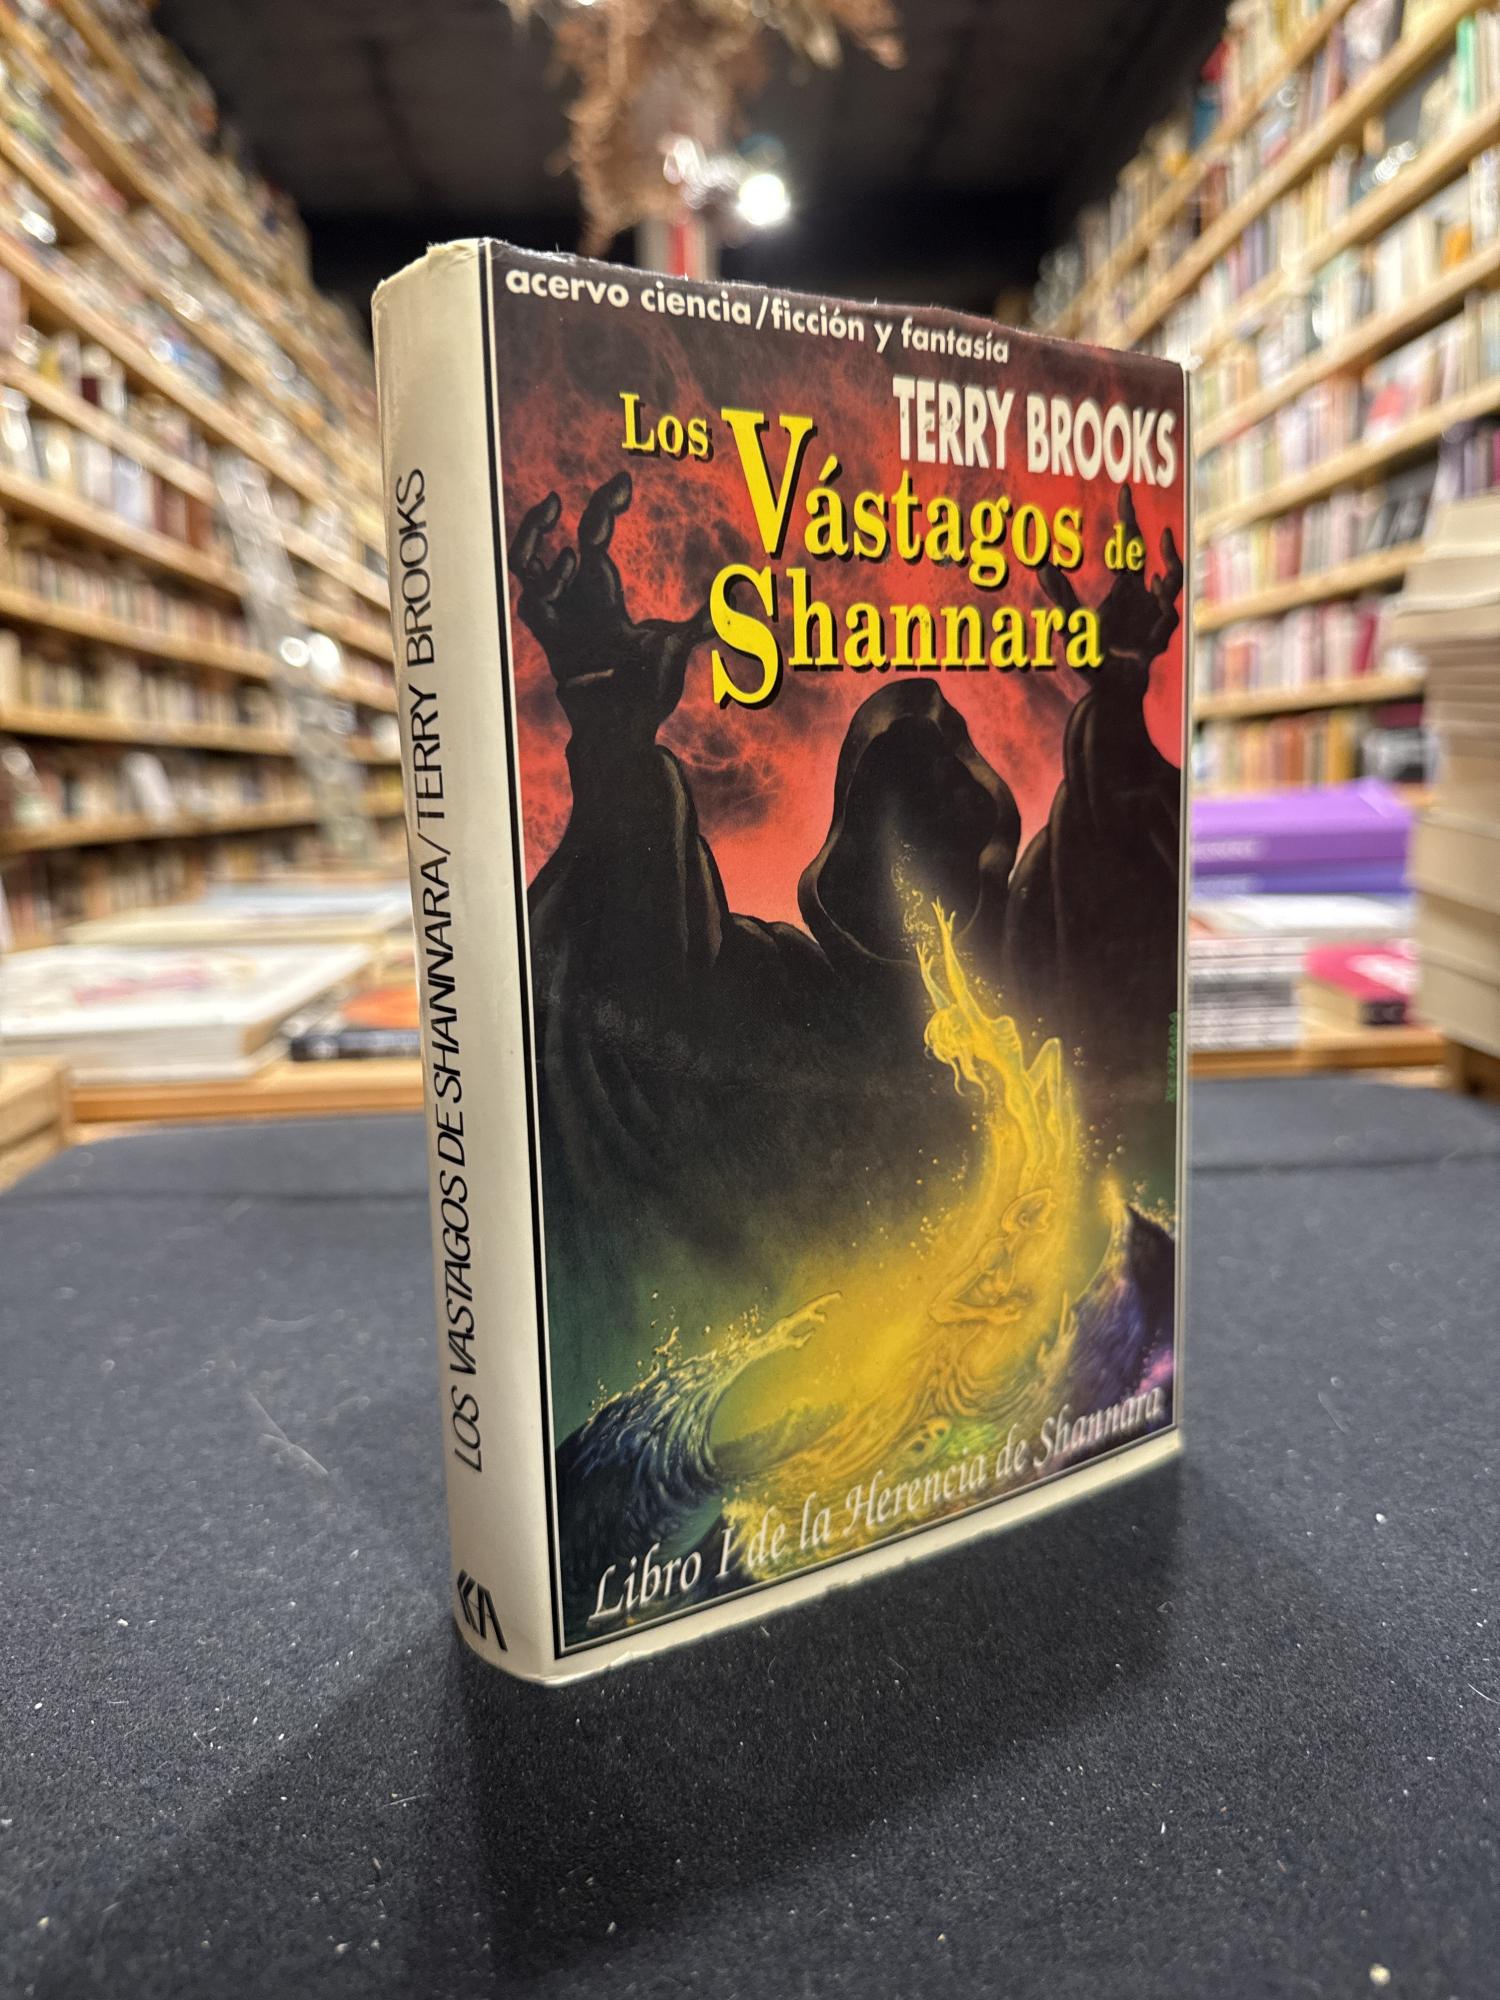 acervo ciencia/ficción y fantasía
TERRY BROOKS
Los Vástagos de
Shannara
Libro I de la Herencia de Shannara
LOS VASTAGOS DE SHANNARA/TERRY BROOKS